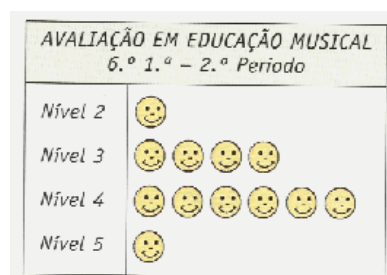 AVALIAÇÃO EM EDUCAÇÃO MUSICAL
6.º 1.ª – 2.º Período
Nível 2
Nível 3
Nível 4
Nível 5